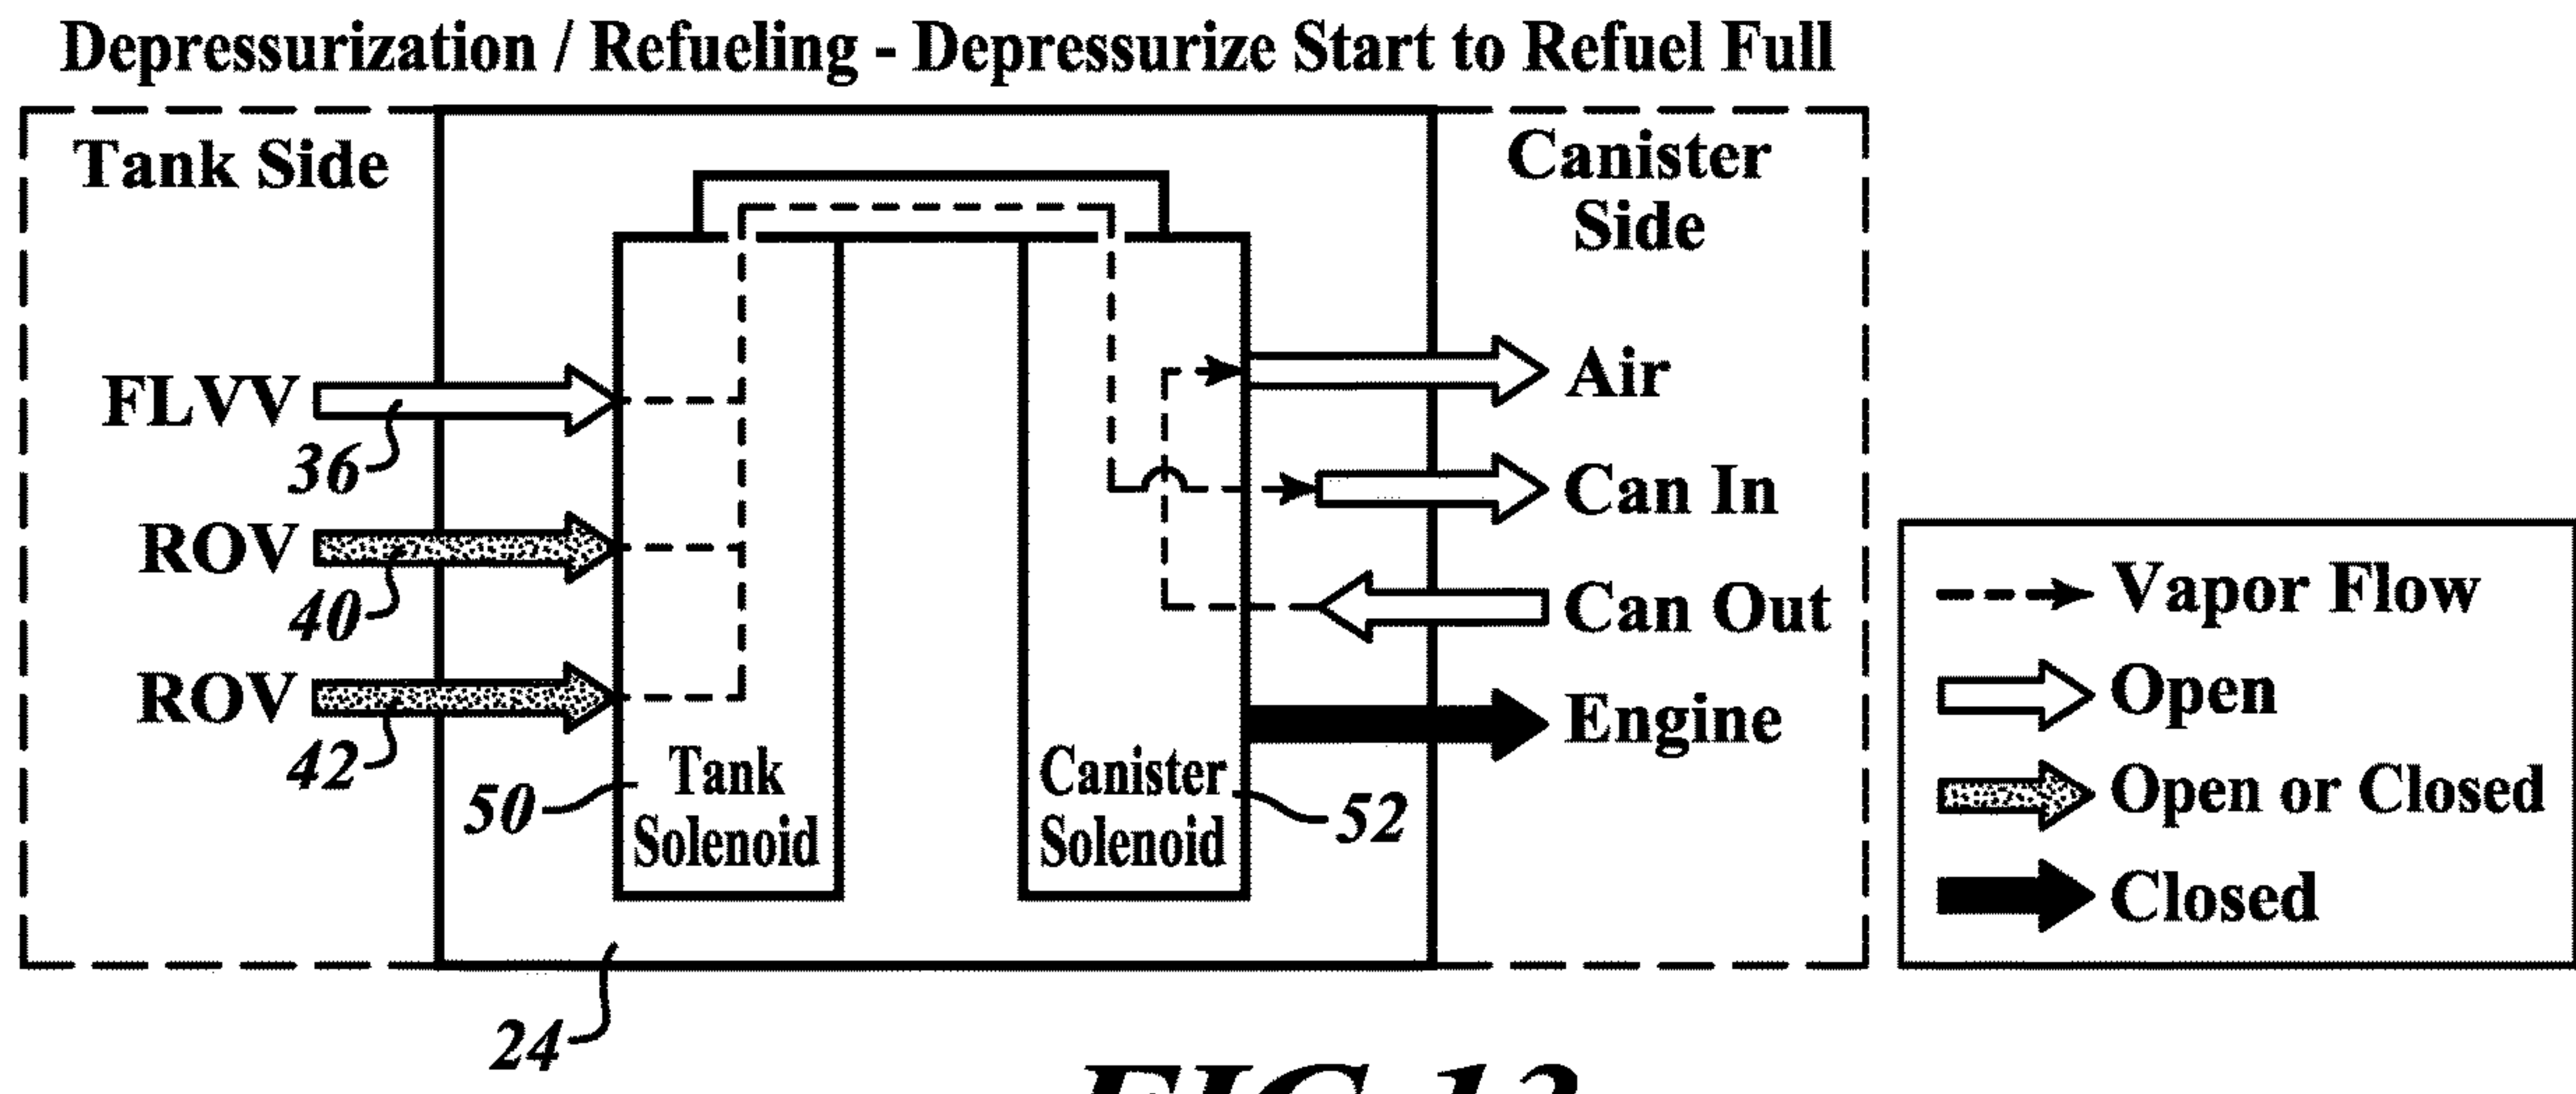 Depressurization / Refueling - Depressurize Start to Refuel Full
Tank Side
Canister
Side
FLVV
36
ROV
40
ROV
42
50
Tank
Solenoid
Canister
Solenoid
52
24
Air
Can In
Can Out
Engine
Vapor Flow
Open
Open or Closed
Closed